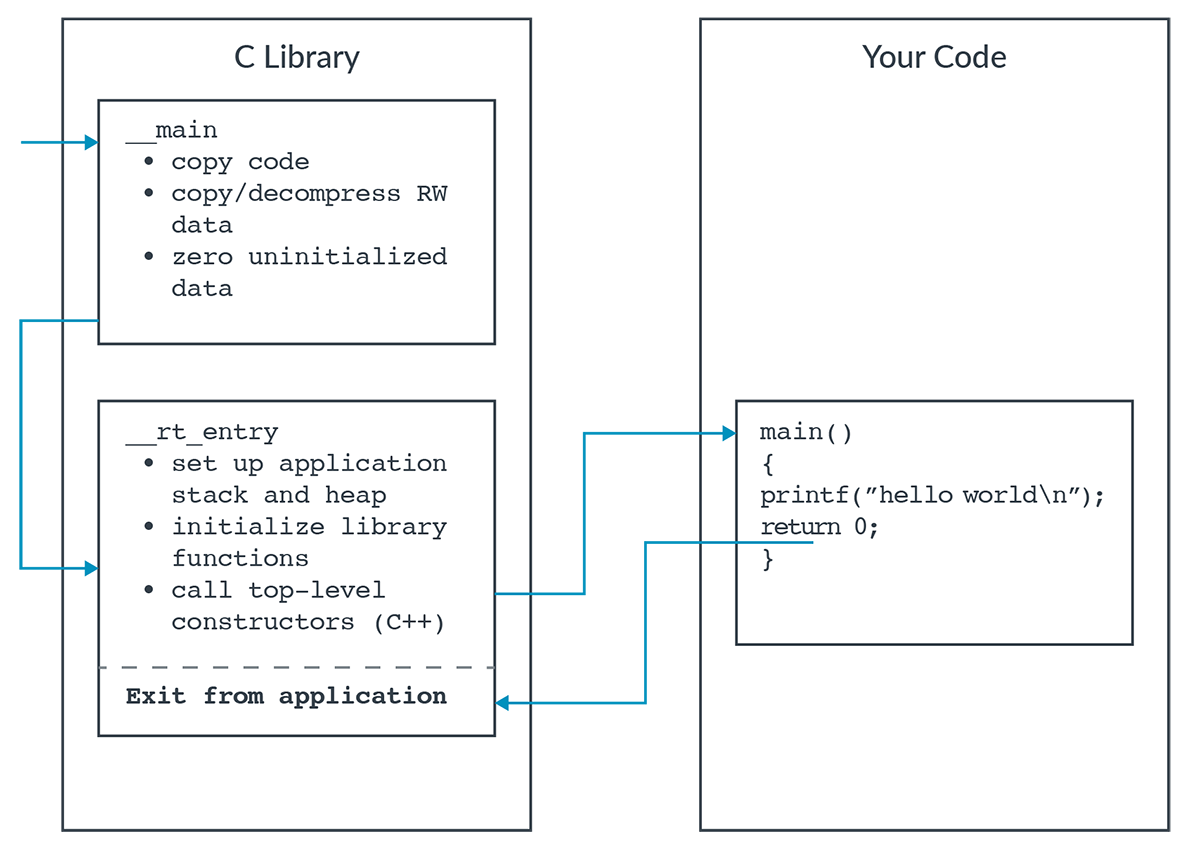 C Library
__main
• copy code
• copy/decompress RW
data
• zero uninitialized
data
__rt_entry
• set up application
stack and heap
• initialize library
functions
• call top-level
constructors (C++)
Exit from application
Your Code
main()
{
printf(”hello world\n”);
return 0;
}